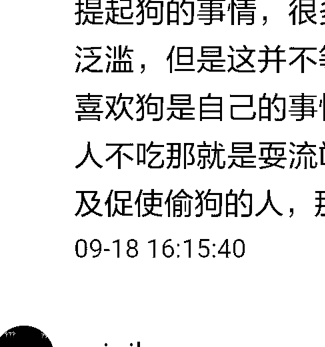 提起狗的事情，很
泛滥，但是这并不
喜欢狗是自己的事
人不吃那就是耍流
及促使偷狗的人，
09-18 16:15:40